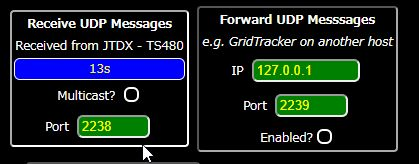 Receive UDP Messages
Received from JTDX - TS480
13s
Multicast?
Port 2238
Forward UDP Messsages
e.g. GridTracker on another host
IP 127.0.0.1
Port 2239
Enabled?